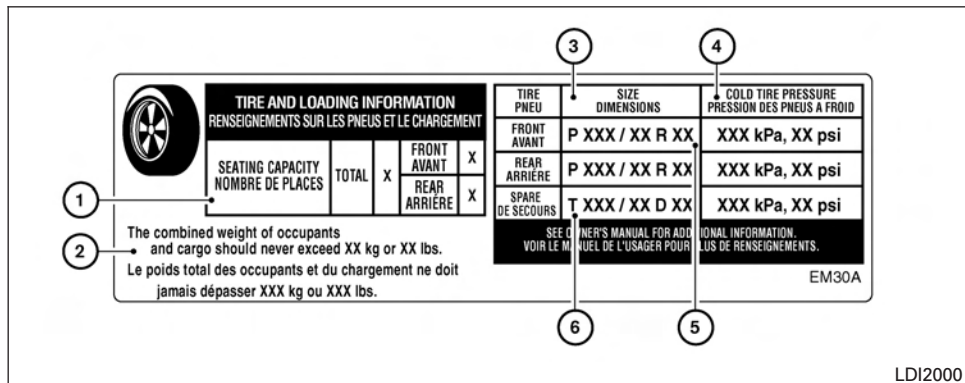 3
4
TIRE AND LOADING INFORMATION
RENSEIGNEMENTS SUR LES PNEUS ET LE CHARGEMENT
SEATING CAPACITY
NOMBRE DE PLACES
TOTAL
X
FRONT
AVANT
X
REAR
ARRIÈRE
X
1
The combined weight of occupants
and cargo should never exceed XX kg or XX lbs.
2
Le poids total des occupants et du chargement ne doit
jamais dépasser XXX kg ou XXX lbs.
TIRE
PNEU
SIZE
DIMENSIONS
COLD TIRE PRESSURE
PRESSION DES PNEUS A FROID
FRONT
AVANT
P XXX / XX R XX
XXX kPa, XX psi
REAR
ARRIÈRE
P XXX / XX R XX
XXX kPa, XX psi
SPARE
DE SECOURS
T XXX / XX D XX
XXX kPa, XX psi
SEE OWNER'S MANUAL FOR ADDITIONAL INFORMATION.
VOIR LE MANUEL DE L'USAGER POUR PLUS DE RENSEIGNEMENTS.
EM30A
6
5
LDI2000